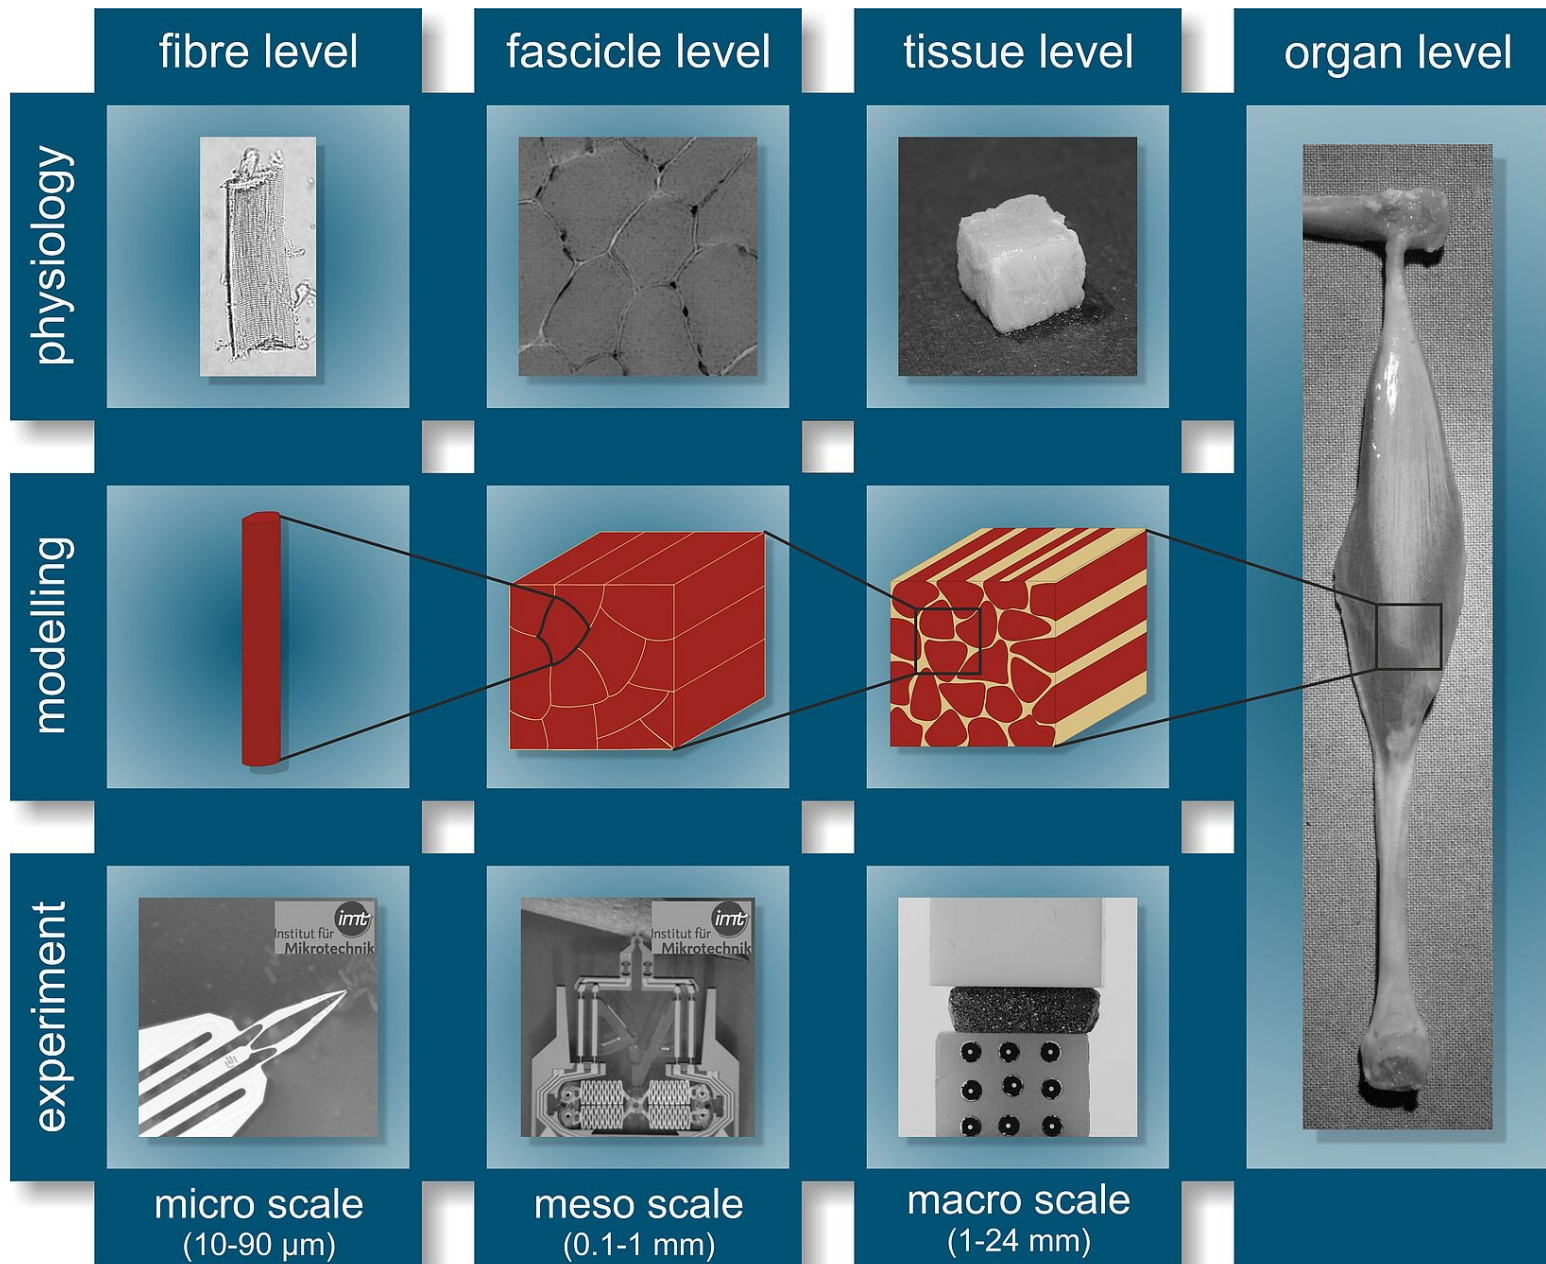 fibre level
fascicle level
tissue level
organ level
physiology
modelling
experiment
imt
Institut für
Mikrotechnik
imt
Institut für
Mikrotechnik
micro scale
(10-90 µm)
meso scale
(0.1-1 mm)
macro scale
(1-24 mm)